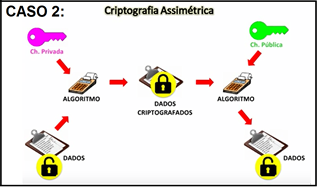 CASO 2:
Criptografia Assimétrica
Ch. Privada
Ch. Pública
ALGORITMO
DADOS
CRIPTOGRAFADOS
ALGORITMO
DADOS
DADOS